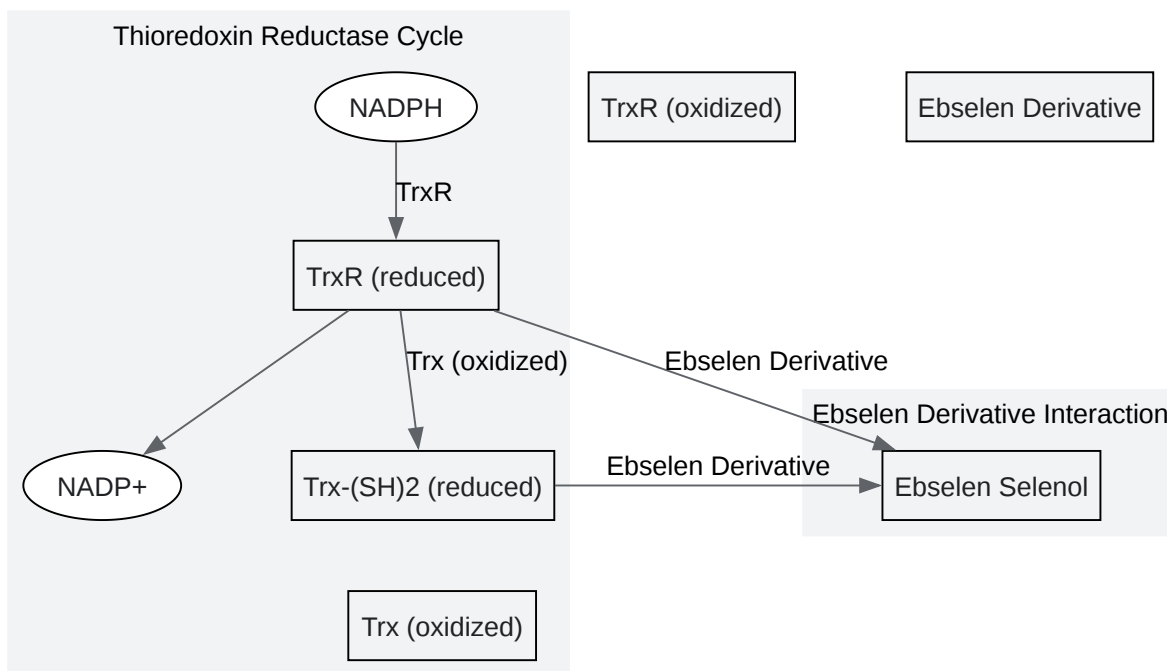 Thioredoxin Reductase Cycle
NADPH
TrxR (oxidized)
Ebselen Derivative
TrxR
TrxR (reduced)
Trx (oxidized)
Ebselen Derivative
Ebselen Derivative Interaction
Ebselen Derivative
NADP+
Trx-(SH)2 (reduced)
Ebselen Selenol
Trx (oxidized)